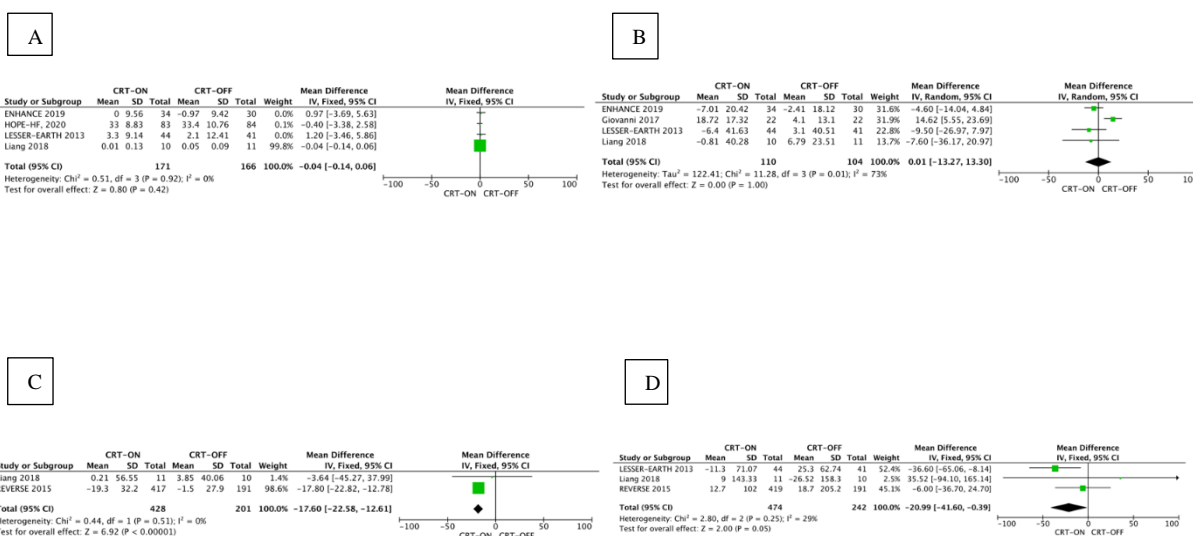 A
CRT-ON CRT-OFF Mean Difference Mean Difference
Study or Subgroup Mean SD Total Mean SD Total Weight IV, Fixed, 95% CI IV, Fixed, 95% CI
ENHANCE 2019 0 9.56 34 -0.97 9.42 30 0.0% 0.97 [-3.69, 5.63]
HOPE-HF, 2020 33 8.83 83 33.4 10.76 84 0.1% -0.40 [-3.38, 2.58]
LESSER-EARTH 2013 3.3 9.14 44 2.1 12.41 41 0.0% 1.20 [-3.46, 5.86]
Liang 2018 0.01 0.13 10 0.05 0.09 11 99.8% -0.04 [-0.14, 0.06]
Total (95% CI) 171 166 100.0% -0.04 [-0.14, 0.06]
Heterogeneity: Chi² = 0.51, df = 3 (P = 0.92); I² = 0%
Test for overall effect: Z = 0.80 (P = 0.42)
-100 -50 0 50 100
CRT-ON CRT-OFF
B
CRT-ON CRT-OFF Mean Difference Mean Difference
Study or Subgroup Mean SD Total Mean SD Total Weight IV, Random, 95% CI IV, Random, 95% CI
ENHANCE 2019 -7.01 20.42 34 -2.41 18.12 30 31.6% -4.60 [-14.04, 4.84]
Giovanni 2017 18.72 17.32 22 4.1 13.1 22 31.9% 14.62 [5.55, 23.69]
LESSER-EARTH 2013 -6.4 41.63 44 3.1 40.51 41 22.8% -9.50 [-26.97, 7.97]
Liang 2018 -0.81 40.28 10 6.79 23.51 11 13.7% -7.60 [-36.17, 20.97]
Total (95% CI) 110 104 100.0% 0.01 [-13.27, 13.30]
Heterogeneity: Tau² = 122.41; Chi² = 11.28, df = 3 (P = 0.01); I² = 73%
Test for overall effect: Z = 0.00 (P = 1.00)
-100 -50 0 50 100
CRT-ON CRT-OFF
C
CRT-ON CRT-OFF Mean Difference Mean Difference
Study or Subgroup Mean SD Total Mean SD Total Weight IV, Fixed, 95% CI IV, Fixed, 95% CI
Liang 2018 0.21 56.55 11 3.85 40.06 10 1.4% -3.64 [-45.27, 37.99]
REVERSE 2015 -19.3 32.2 417 -1.5 27.9 191 98.6% -17.80 [-22.82, -12.78]
Total (95% CI) 428 201 100.0% -17.60 [-22.58, -12.61]
Heterogeneity: Chi² = 0.44, df = 1 (P = 0.51); I² = 0%
Test for overall effect: Z = 6.92 (P < 0.00001)
-100 -50 0 50 100
CRT-ON CRT-OFF
D
CRT-ON CRT-OFF Mean Difference Mean Difference
Study or Subgroup Mean SD Total Mean SD Total Weight IV, Fixed, 95% CI IV, Fixed, 95% CI
LESSER-EARTH 2013 -11.3 71.07 44 25.3 62.74 41 52.4% -36.60 [-65.06, -8.14]
Liang 2018 9 143.33 11 -26.52 158.3 10 2.5% 35.52 [-94.10, 165.14]
REVERSE 2015 12.7 102 419 18.7 205.2 191 45.1% -6.00 [-36.70, 24.70]
Total (95% CI) 474 242 100.0% -20.99 [-41.60, -0.39]
Heterogeneity: Chi² = 2.80, df = 2 (P = 0.25); I² = 29%
Test for overall effect: Z = 2.00 (P = 0.05)
-100 -50 0 50 100
CRT-ON CRT-OFF